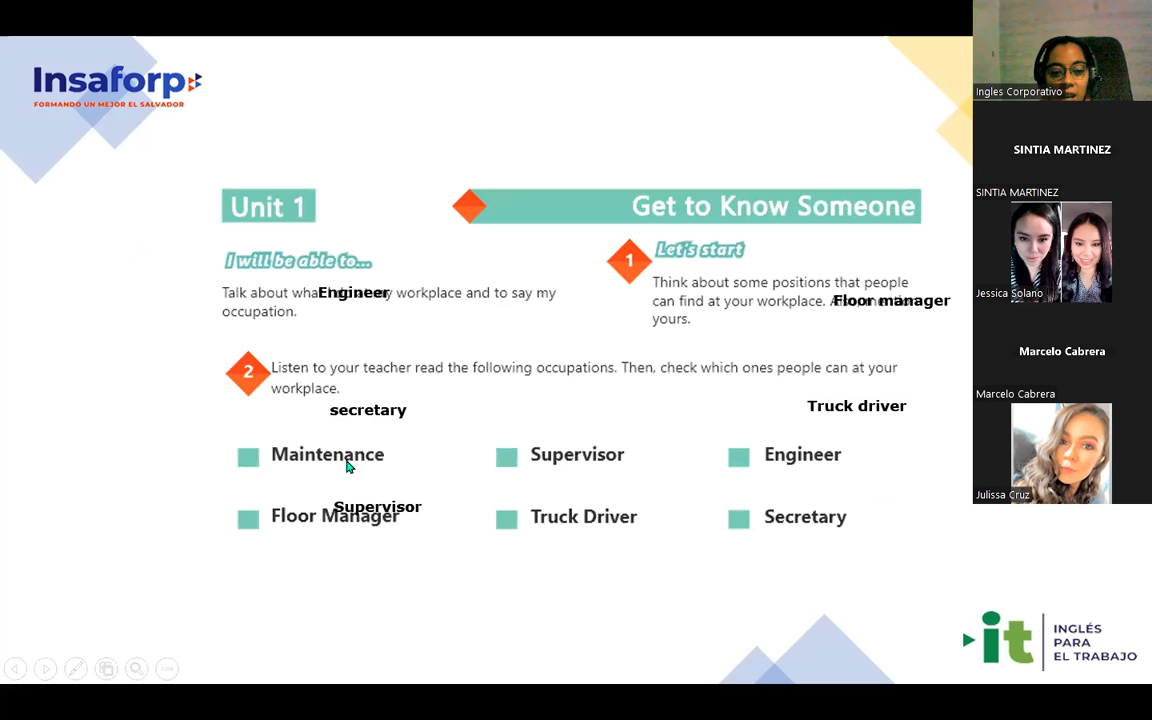 Insaforp
FORMANDO UN MEJOR EL SALVADOR
Unit 1
Get to Know Someone
I will be able to...
Talk about what I do at my workplace and to say my
occupation.
Engineer
1
Let's start
Think about some positions that people
can find at your workplace. Also, mention
yours.
Floor manager
2
Listen to your teacher read the following occupations. Then, check which ones people can at your
workplace.
secretary
Truck driver
Maintenance
Supervisor
Engineer
Supervisor
Floor Manager
Truck Driver
Secretary
it
INGLÉS
PARA
EL TRABAJO
Ingles Corporativo
SINTIA MARTINEZ
SINTIA MARTINEZ
Jessica Solano
Marcelo Cabrera
Marcelo Cabrera
Julissa Cruz